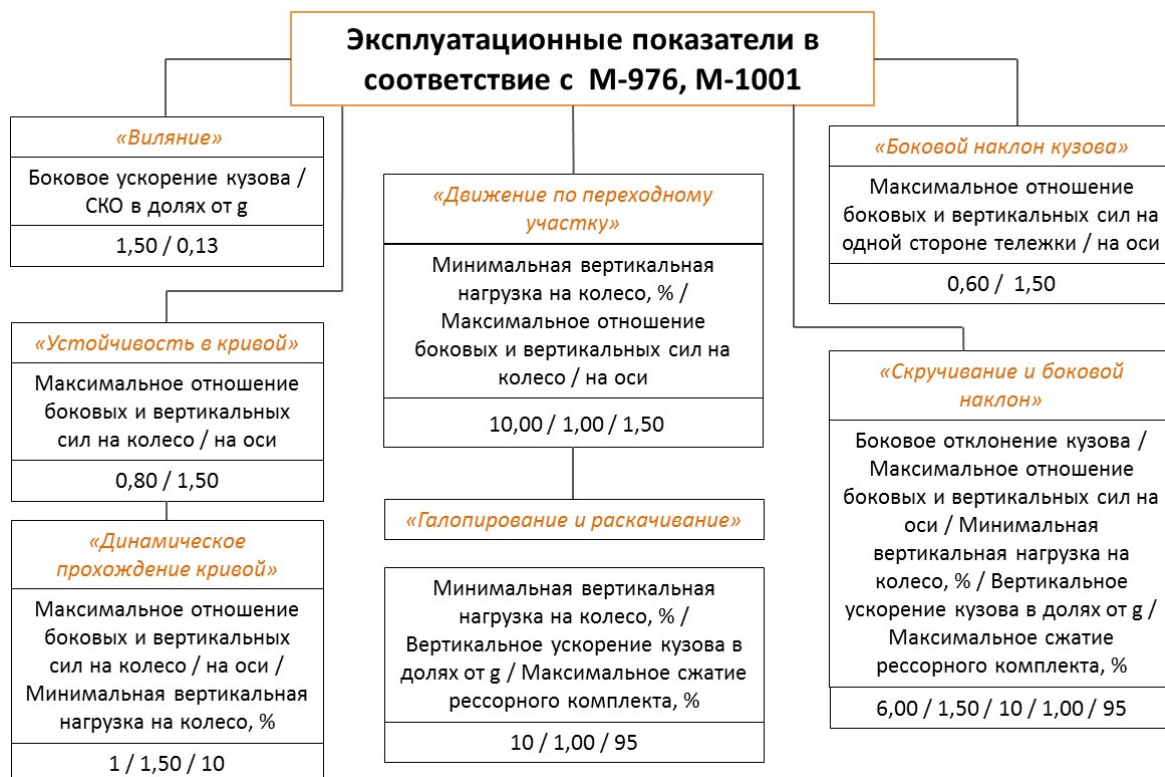 Эксплуатационные показатели в
соответствие с М-976, М-1001
«Виляние»
Боковое ускорение кузова /
СКО в долях от g
1,50 / 0,13
«Устойчивость в кривой»
Максимальное отношение
боковых и вертикальных
сил на колесо / на оси
0,80 / 1,50
«Динамическое
прохождение кривой»
Максимальное отношение
боковых и вертикальных
сил на колесо / на оси /
Минимальная вертикальная
нагрузка на колесо, %
1 / 1,50 / 10
«Движение по переходному
участку»
Минимальная вертикальная
нагрузка на колесо, % /
Максимальное отношение
боковых и вертикальных сил на
колесо / на оси
10,00 / 1,00 / 1,50
«Галопирование и раскачивание»
Минимальная вертикальная
нагрузка на колесо, % /
Вертикальное ускорение кузова в
долях от g / Максимальное сжатие
рессорного комплекта, %
10 / 1,00 / 95
«Боковой наклон кузова»
Максимальное отношение
боковых и вертикальных сил на
одной стороне тележки / на оси
0,60 / 1,50
«Скручивание и боковой
наклон»
Боковое отклонение кузова /
Максимальное отношение
боковых и вертикальных сил на
оси / Минимальная
вертикальная нагрузка на
колесо, % / Вертикальное
ускорение кузова в долях от g /
Максимальное сжатие
рессорного комплекта, %
6,00 / 1,50 / 10 / 1,00 / 95